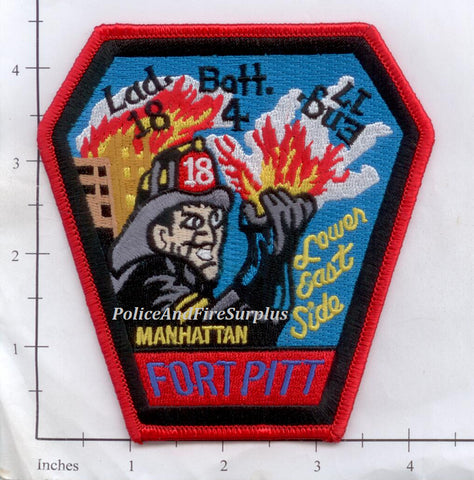 Lad. Batt. Eng.
18 4 17
18
Lower
East
Side
PoliceAndFireSurplus
MANHATTAN
FORT PITT
4
3
2
1
inches 1 2 3 4